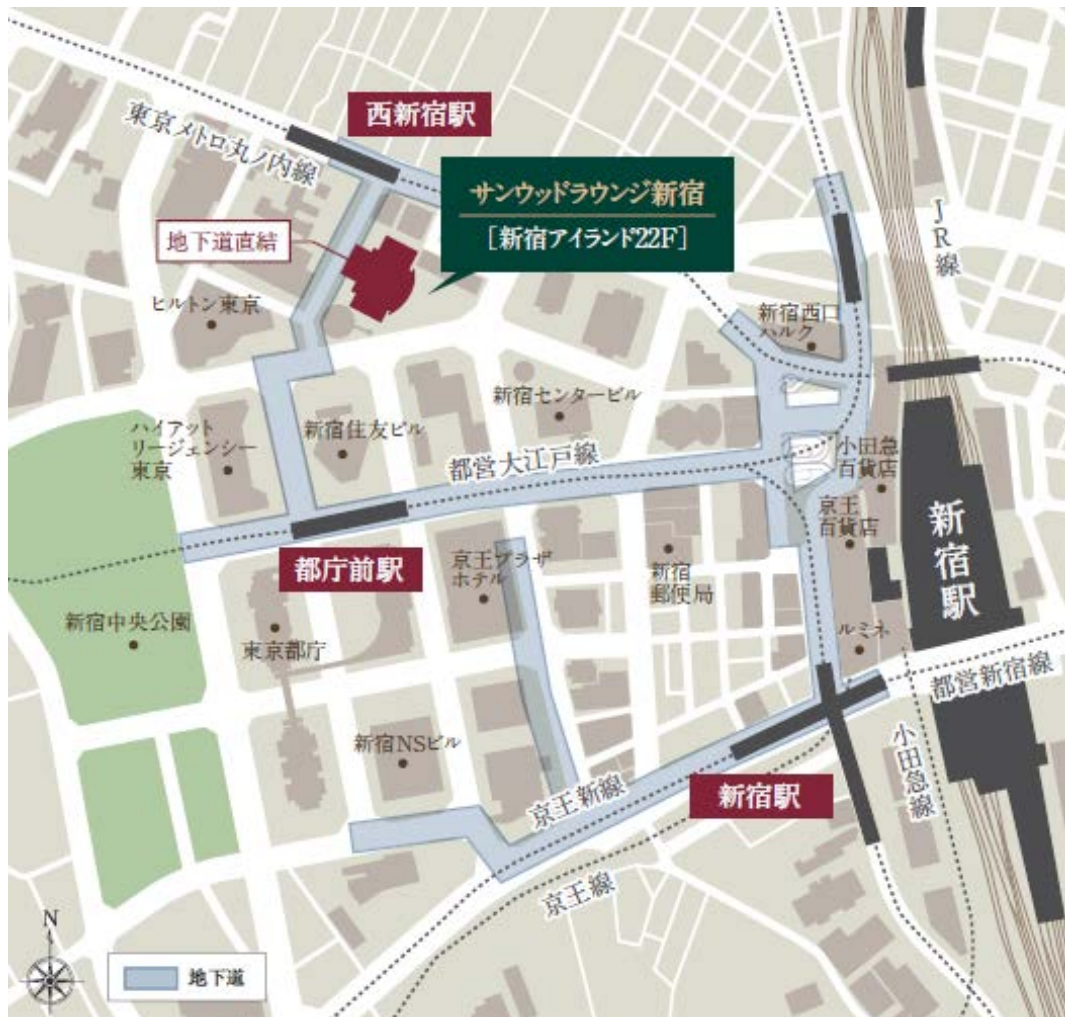 西新宿駅
東京メトロ丸ノ内線
サンウッドラウンジ新宿
[新宿アイランド22F]
地下道直結
JR線
ヒルトン東京
新宿西口
ハルク
新宿センタービル
ハイアット
リージェンシー
東京
新宿住友ビル
都営大江戸線
小田急
百貨店
京王
百貨店
新宿駅
都庁前駅
京王プラザ
ホテル
新宿
郵便局
新宿中央公園
東京都庁
ルミネ
都営新宿線
新宿NSビル
小田急線
京王新線
新宿駅
京王線
N
地下道